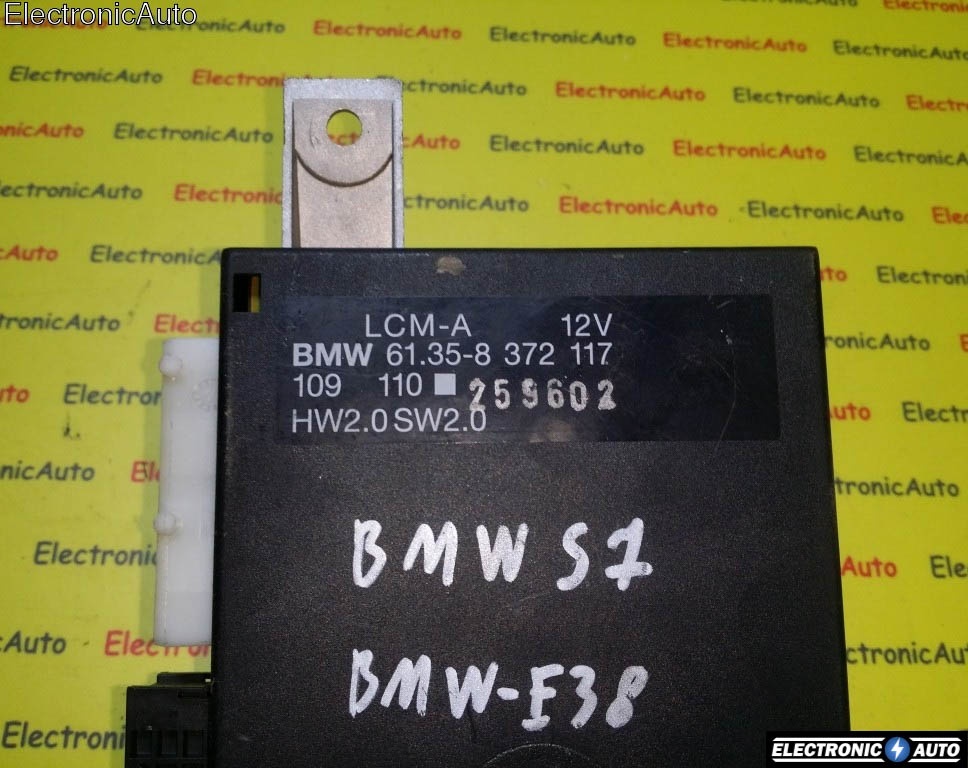 ElectronicAuto
LCM-A 12V
BMW 61.35-8 372 117
109 110 259602
HW2.0 SW2.0
BMW S7
BMW-E38
ELECTRONIC AUTO